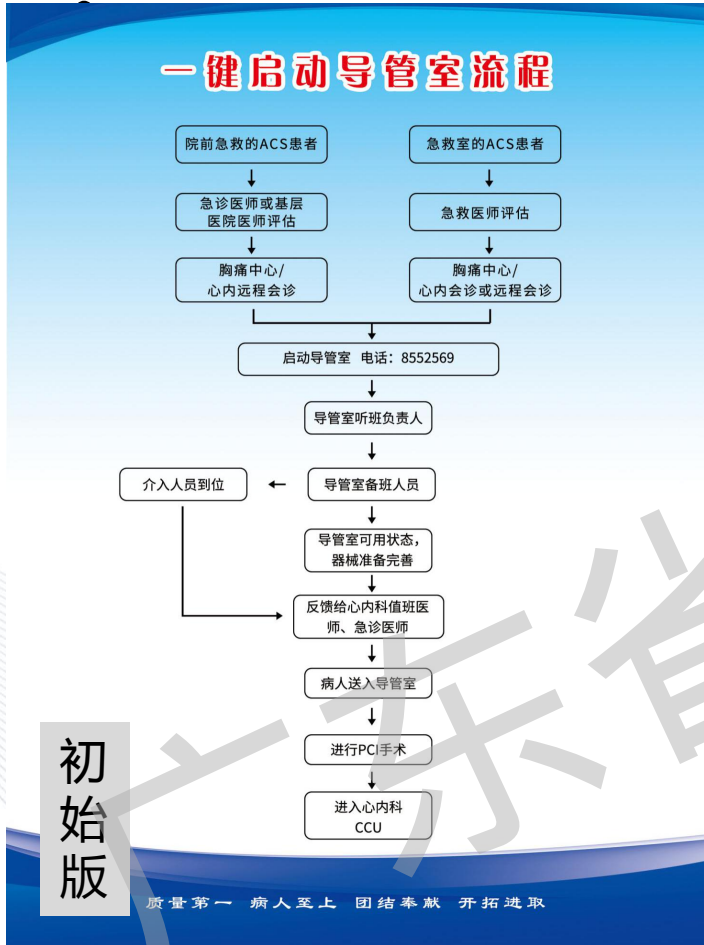 一键启动导管室流程
院前急救的ACS患者
急救室的ACS患者
急诊医师或基层
医院医师评估
急救医师评估
胸痛中心/
心内远程会诊
胸痛中心/
心内会诊或远程会诊
启动导管室 电话：8552569
导管室听班负责人
介入人员到位
导管室备班人员
导管室可用状态，
器械准备完善
反馈给心内科值班医
师、急诊医师
病人送入导管室
进行PCI手术
进入心内科
CCU
初
始
版
质量第一 病人至上 团结奉献 开拓进取
广东省